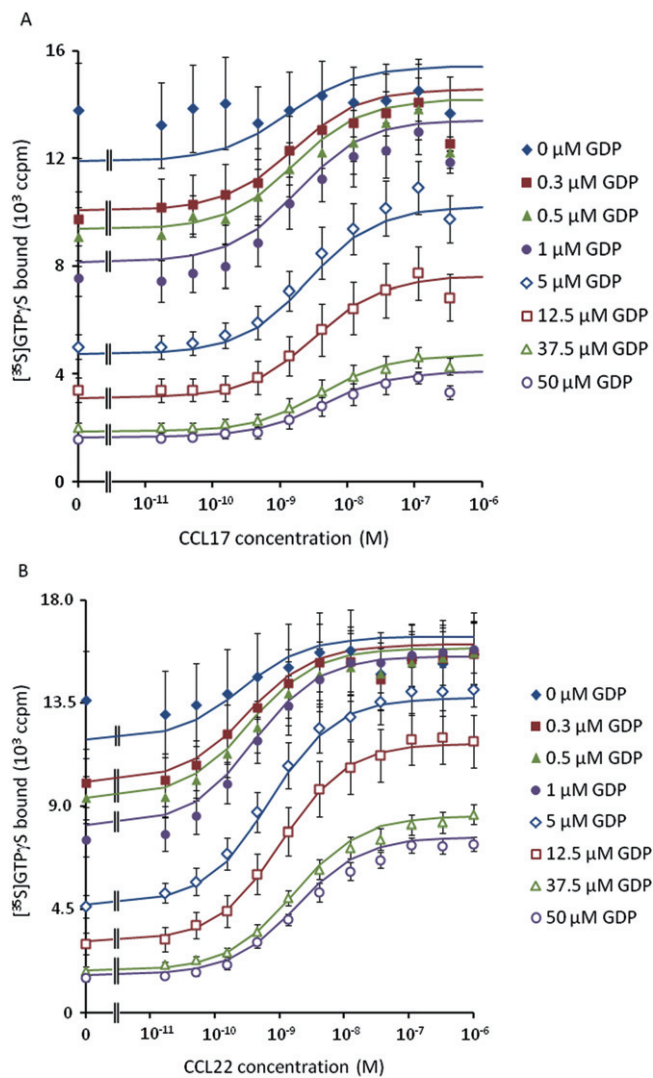 A
16
12
8
4
0
[³⁵S]GTPγS bound (10³ ccpm)
0 10⁻¹¹ 10⁻¹⁰ 10⁻⁹ 10⁻⁸ 10⁻⁷ 10⁻⁶
CCL17 concentration (M)
0 μM GDP
0.3 μM GDP
0.5 μM GDP
1 μM GDP
5 μM GDP
12.5 μM GDP
37.5 μM GDP
50 μM GDP
B
18.0
13.5
9.0
4.5
0
[³⁵S]GTPγS bound (10³ ccpm)
0 10⁻¹¹ 10⁻¹⁰ 10⁻⁹ 10⁻⁸ 10⁻⁷ 10⁻⁶
CCL22 concentration (M)
0 μM GDP
0.3 μM GDP
0.5 μM GDP
1 μM GDP
5 μM GDP
12.5 μM GDP
37.5 μM GDP
50 μM GDP